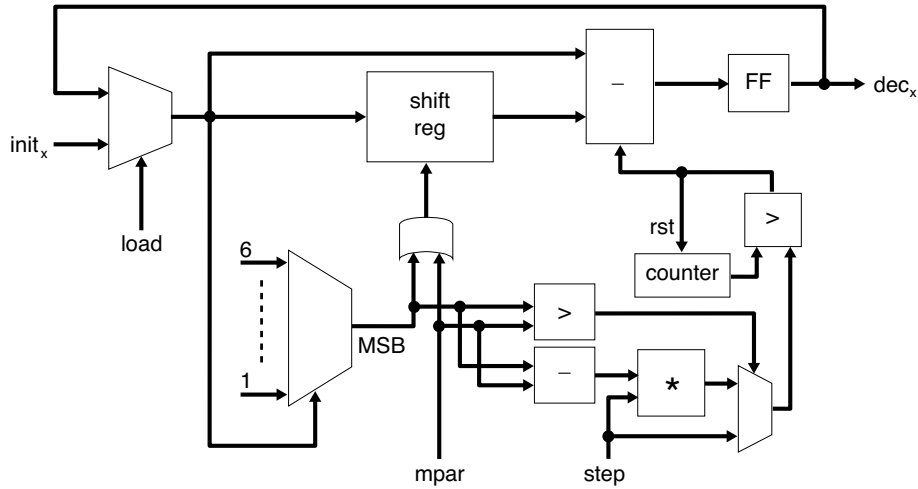 − FF dec_x
shift
reg
init_x
load
rst >
counter
6
>
MSB
−
1 *
mpar step